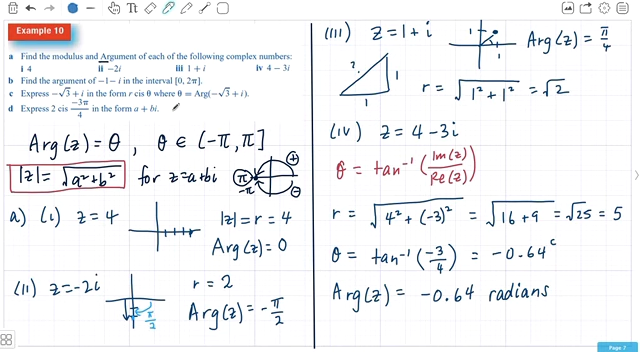 Example 10
a Find the modulus and Argument of each of the following complex numbers:
i 4 ii −2i iii 1 + i iv 4 − 3i
b Find the argument of −1 − i in the interval [0, 2π].
c Express −√3 + i in the form r cis θ where θ = Arg(−√3 + i).
d Express 2 cis −3π/4 in the form a + bi.
Arg(z) = θ , θ ∈ (−π, π]
|z| = √(a² + b²) for z = a + bi
π + −π −
a) (i) z = 4 |z| = r = 4
Arg(z) = 0
(ii) z = −2i r = 2
π/2
Arg(z) = −π/2
(iii) z = 1 + i 1 1 Arg(z) = π/4
? 1 1
r = √(1² + 1²) = √2
(iv) z = 4 − 3i
θ = tan⁻¹ (Im(z)/Re(z))
r = √(4² + (−3)²) = √(16 + 9) = √25 = 5
θ = tan⁻¹ (−3/4) = −0.64ᶜ
Arg(z) = −0.64 radians
Page 7